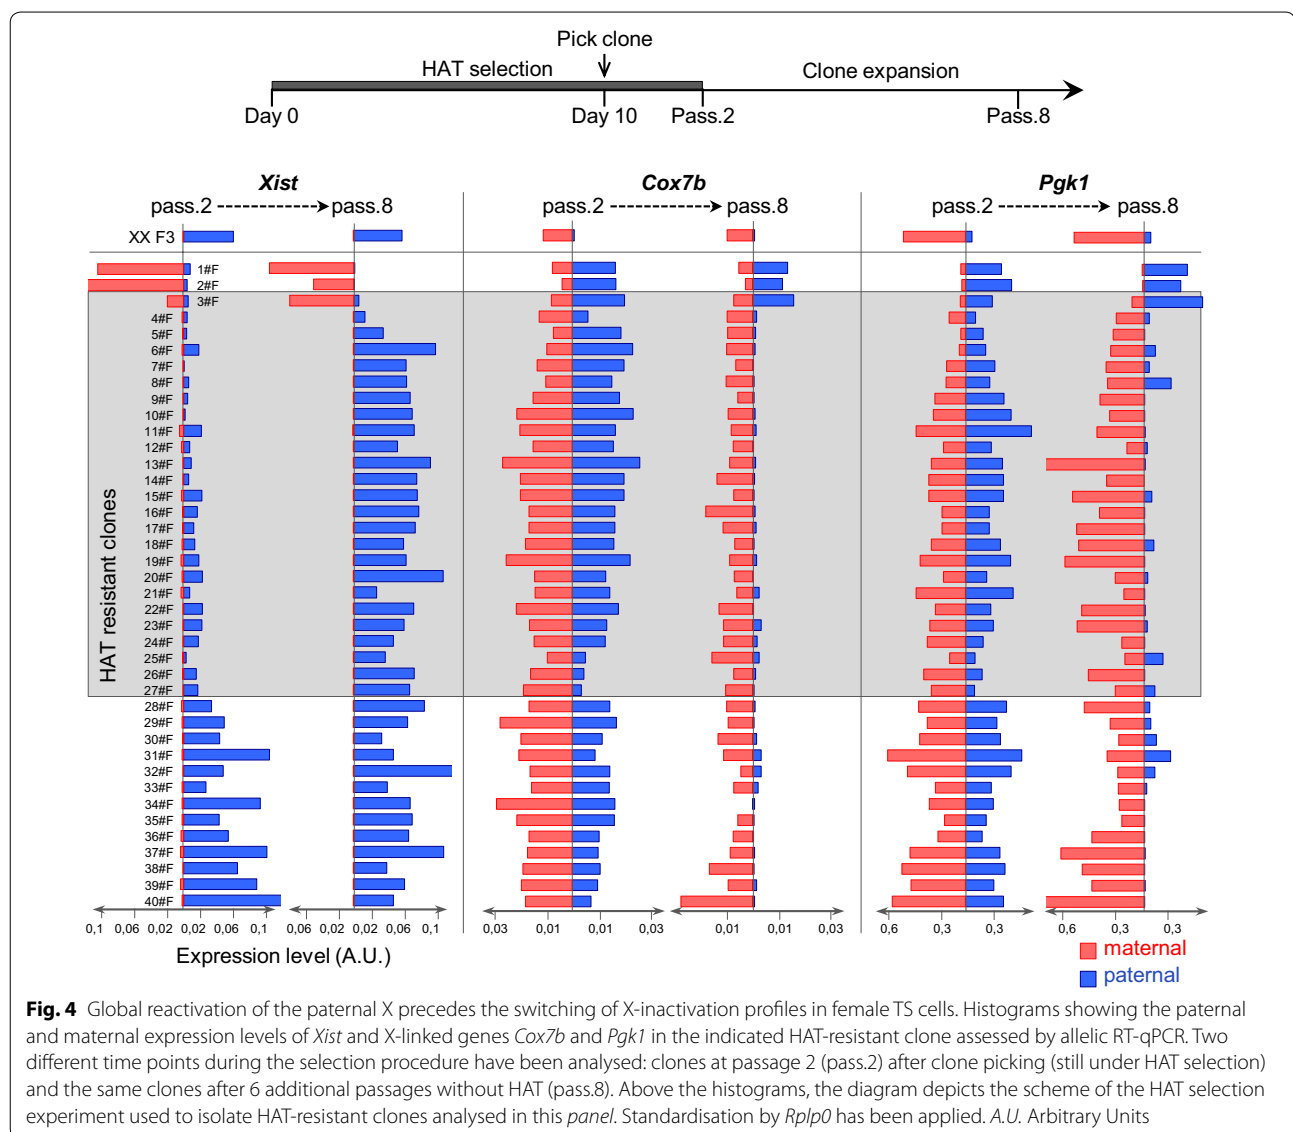 Pick clone
HAT selection
Clone expansion
Day 0
Day 10
Pass.2
Pass.8
Xist
Cox7b
Pgk1
pass.2
pass.8
pass.2
pass.8
pass.2
pass.8
XX F3
HAT resistant clones
1#F
2#F
3#F
4#F
5#F
6#F
7#F
8#F
9#F
10#F
11#F
12#F
13#F
14#F
15#F
16#F
17#F
18#F
19#F
20#F
21#F
22#F
23#F
24#F
25#F
26#F
27#F
28#F
29#F
30#F
31#F
32#F
33#F
34#F
35#F
36#F
37#F
38#F
39#F
40#F
0,1 0,06 0,02 0,02 0,06 0,1 0,06 0,02 0,02 0,06 0,1
0,03 0,01 0,01 0,03 0,01 0,01 0,03
0,6 0,3 0,3 0,6 0,3 0,3
Expression level (A.U.)
maternal
paternal
Fig. 4 Global reactivation of the paternal X precedes the switching of X-inactivation profiles in female TS cells. Histograms showing the paternal
and maternal expression levels of Xist and X-linked genes Cox7b and Pgk1 in the indicated HAT-resistant clone assessed by allelic RT-qPCR. Two
different time points during the selection procedure have been analysed: clones at passage 2 (pass.2) after clone picking (still under HAT selection)
and the same clones after 6 additional passages without HAT (pass.8). Above the histograms, the diagram depicts the scheme of the HAT selection
experiment used to isolate HAT-resistant clones analysed in this panel. Standardisation by Rplp0 has been applied. A.U. Arbitrary Units